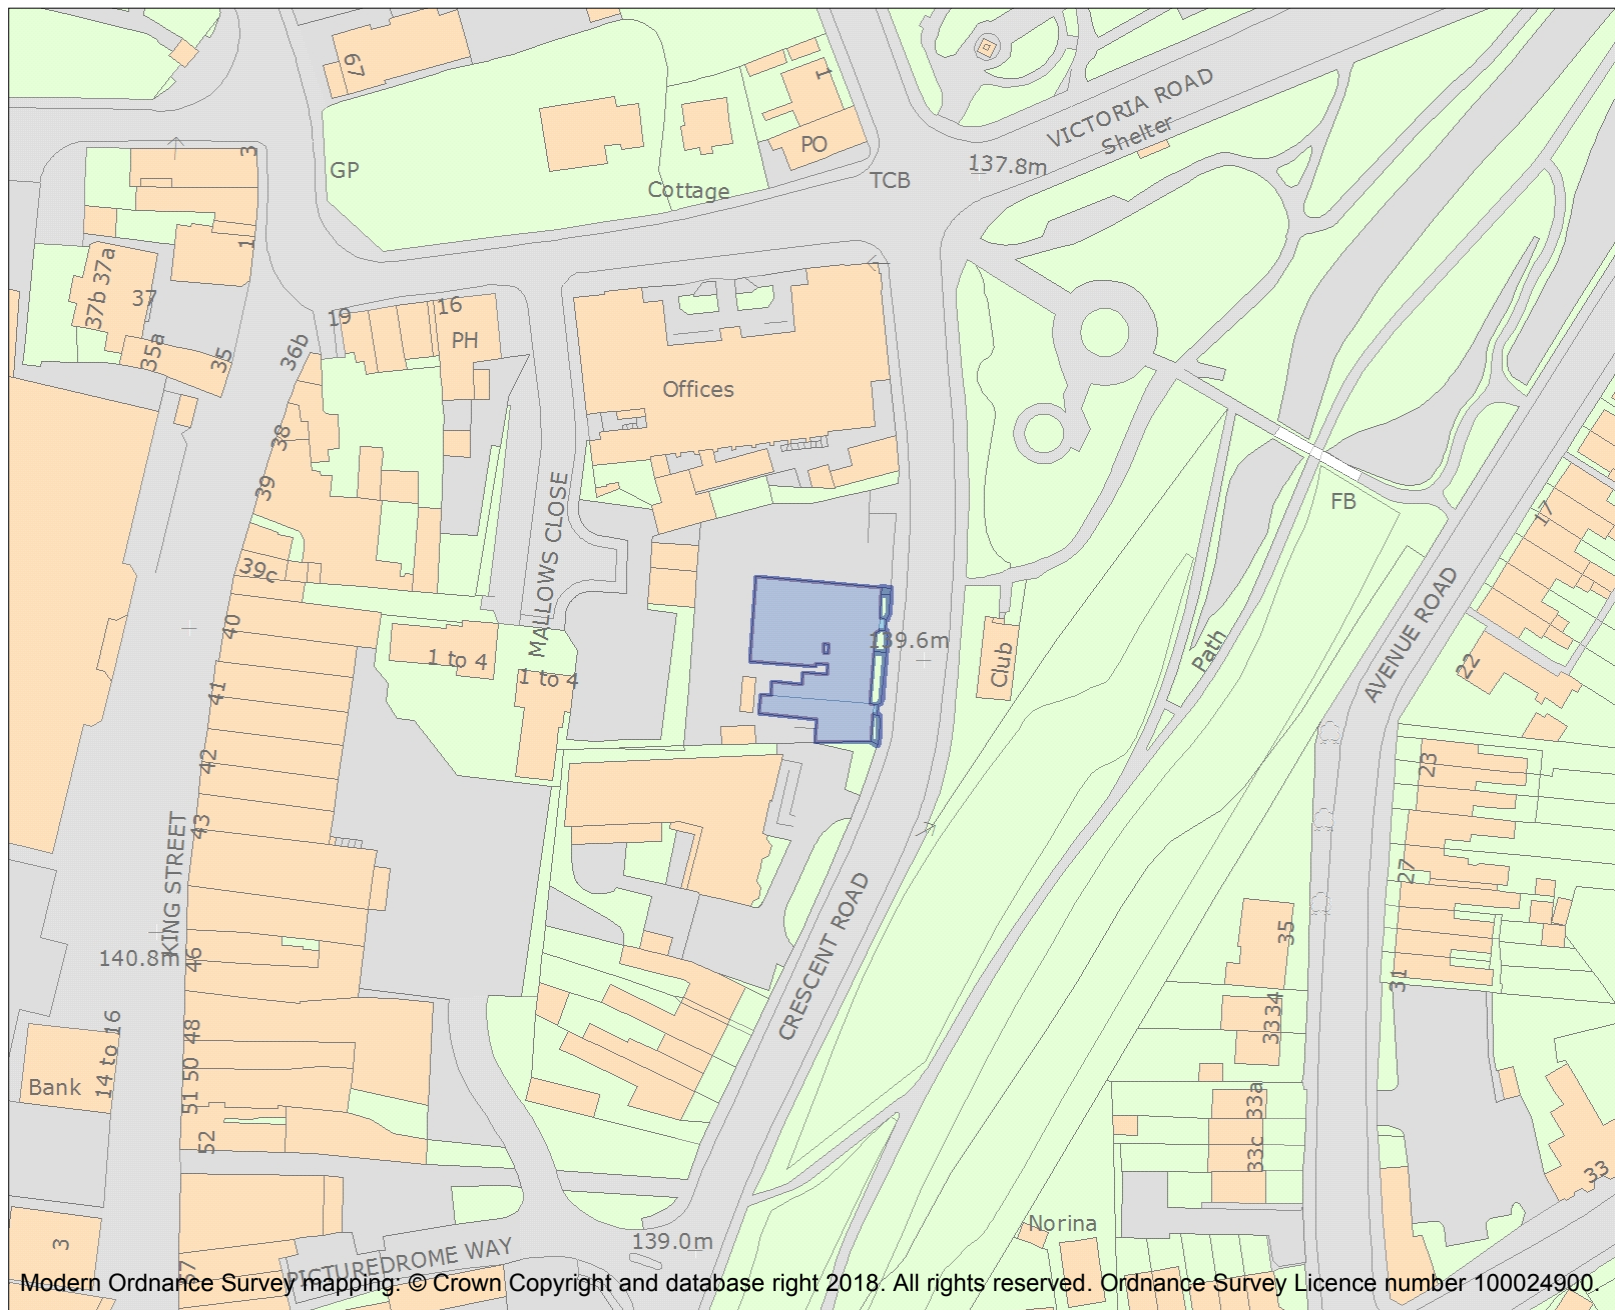 67
1
PO
VICTORIA ROAD
Shelter
137.8m
GP
Cottage
TCB
3
1
37b 37a
37
35a
35
36b
19
16
PH
Offices
38
39
39c
MALLOWS CLOSE
FB
17
AVENUE ROAD
40
1 to 4
1 to 4
139.6m
Club
Path
22
41
42
43
23
27
KING STREET
CRESCENT ROAD
35
31
46
140.8m
34
33
48
14 to 16
Bank
50
51
52
33a
33c
33
Norina
139.0m
3
PICTUREDROME WAY
57
Modern Ordnance Survey mapping: © Crown Copyright and database right 2018. All rights reserved. Ordnance Survey Licence number 100024900.